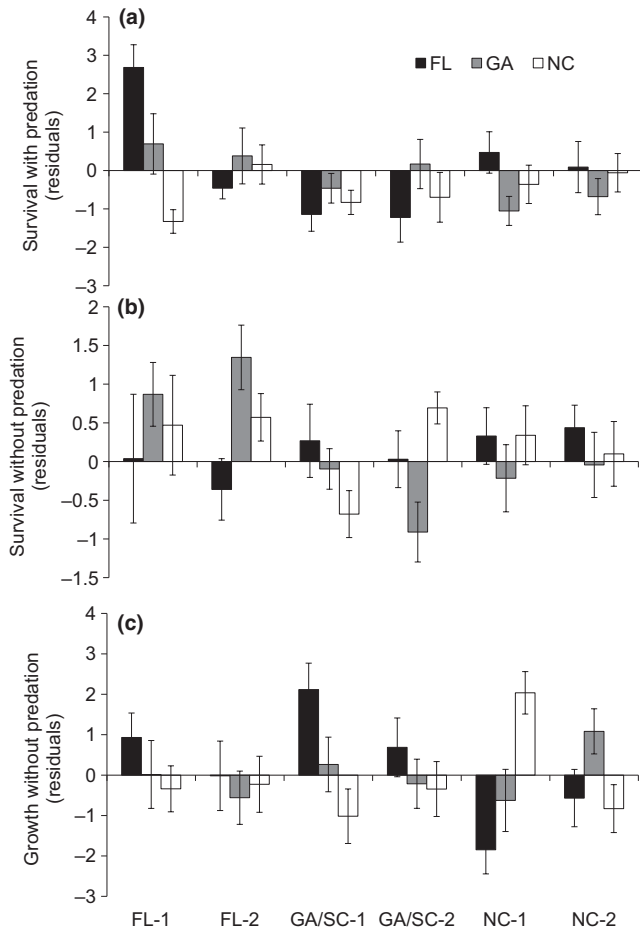 (a)
FL GA NC
Survival with predation
(residuals)
4
3
2
1
0
–1
–2
–3
(b)
Survival without predation
(residuals)
2
1.5
1
0.5
0
–0.5
–1
–1.5
(c)
Growth without predation
(residuals)
4
3
2
1
0
–1
–2
–3
FL-1 FL-2 GA/SC-1 GA/SC-2 NC-1 NC-2